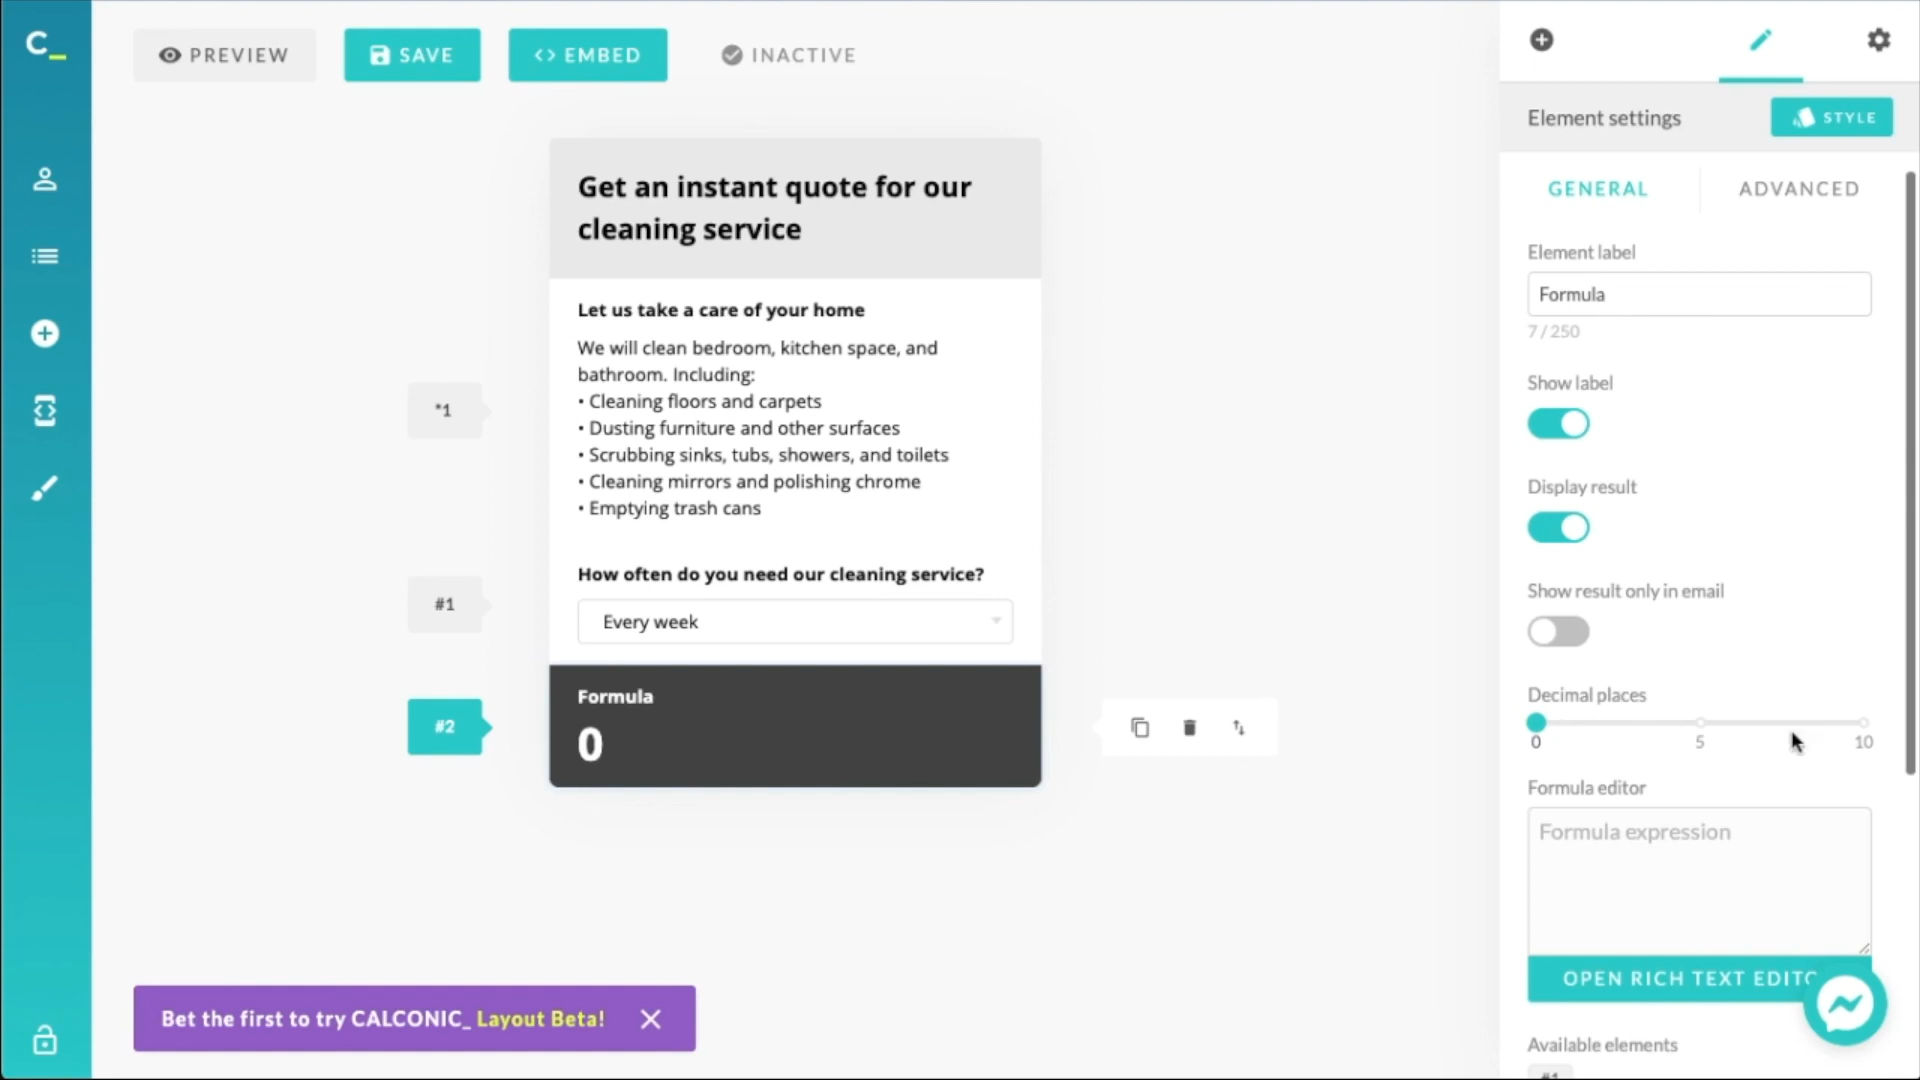 C_
PREVIEW
SAVE
<> EMBED
INACTIVE
Get an instant quote for our
cleaning service
Let us take a care of your home
We will clean bedroom, kitchen space, and
bathroom. Including:
• Cleaning floors and carpets
• Dusting furniture and other surfaces
• Scrubbing sinks, tubs, showers, and toilets
• Cleaning mirrors and polishing chrome
• Emptying trash cans
*1
How often do you need our cleaning service?
#1
Every week
Formula
#2
0
Bet the first to try CALCONIC_ Layout Beta!
Element settings
STYLE
GENERAL
ADVANCED
Element label
Formula
7 / 250
Show label
Display result
Show result only in email
Decimal places
0 5 10
Formula editor
Formula expression
OPEN RICH TEXT EDITO
Available elements
#1